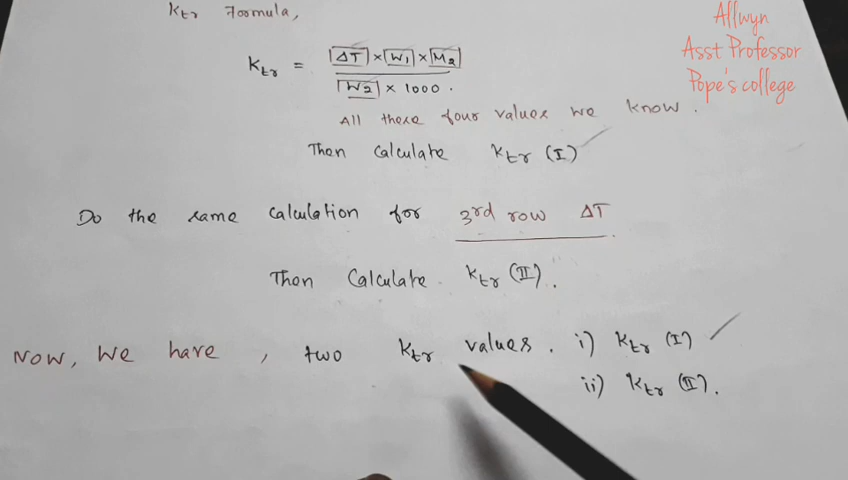 Ktr Formula,
Ktr = ΔT × W1 × M2
W2 × 1000.
All these four values we know.
Then calculate Ktr (I)
Do the same calculation for 3rd row ΔT
Then Calculate Ktr (II).
Now, We have, two Ktr values. i) Ktr (I)
ii) Ktr (II).
Allwyn
Asst Professor
Pope's college